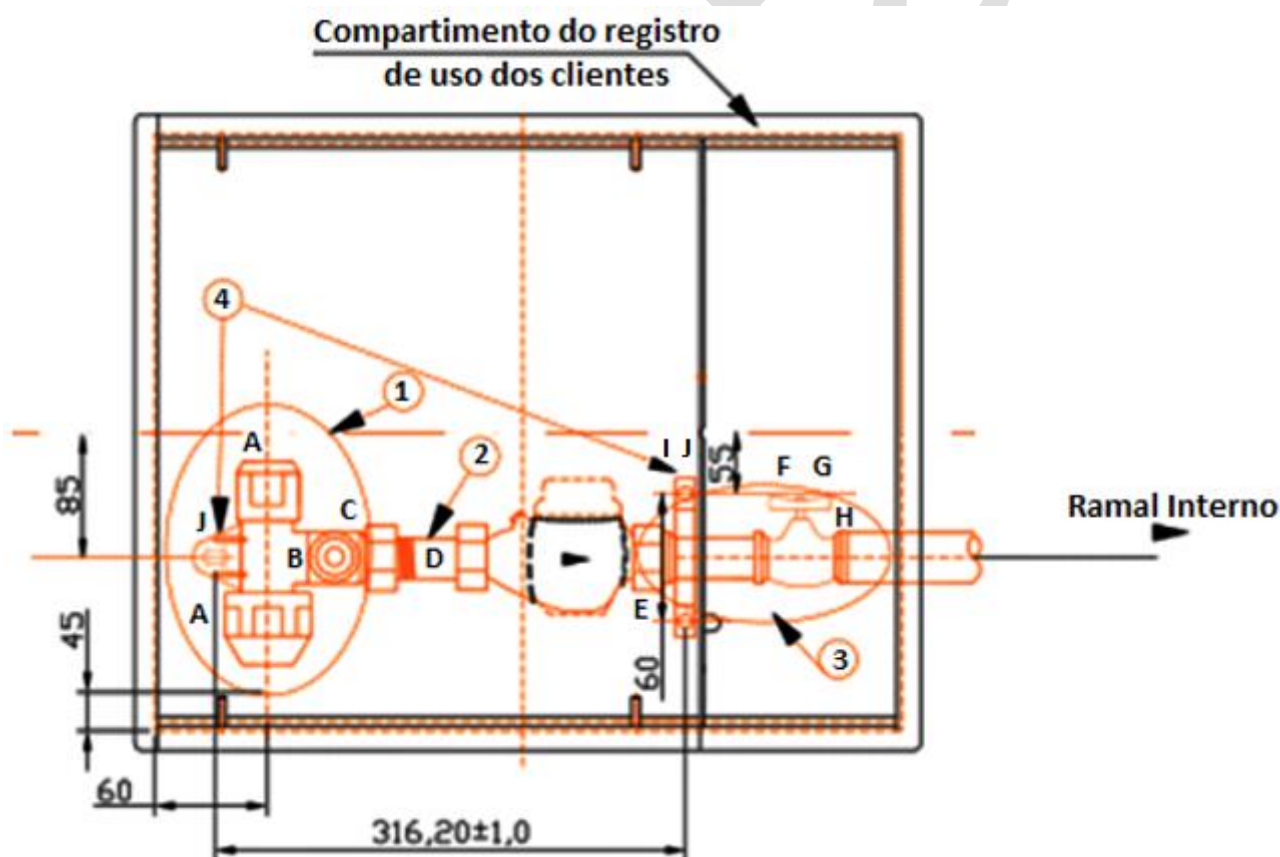 Compartimento do registro
de uso dos clientes
4
1
A
2
I J
55
F G
85
C
H
Ramal Interno
J
B
D
A
E
45
60
3
60
316,20±1,0